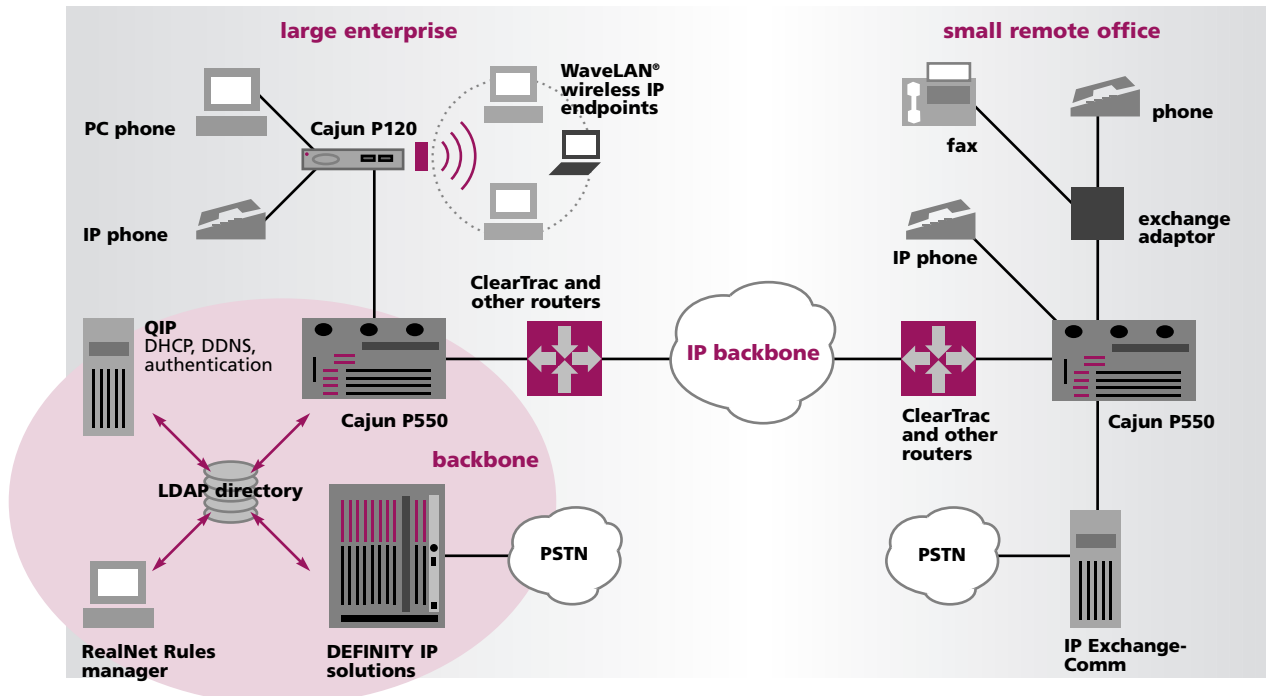 large enterprise
small remote office
WaveLAN®
wireless IP
endpoints
PC phone
Cajun P120
IP phone
fax
phone
exchange
adaptor
IP phone
ClearTrac and
other routers
QIP
DHCP, DDNS,
authentication
IP backbone
Cajun P550
ClearTrac
and other
routers
Cajun P550
backbone
LDAP directory
PSTN
PSTN
RealNet Rules
manager
DEFINITY IP
solutions
IP Exchange-
Comm